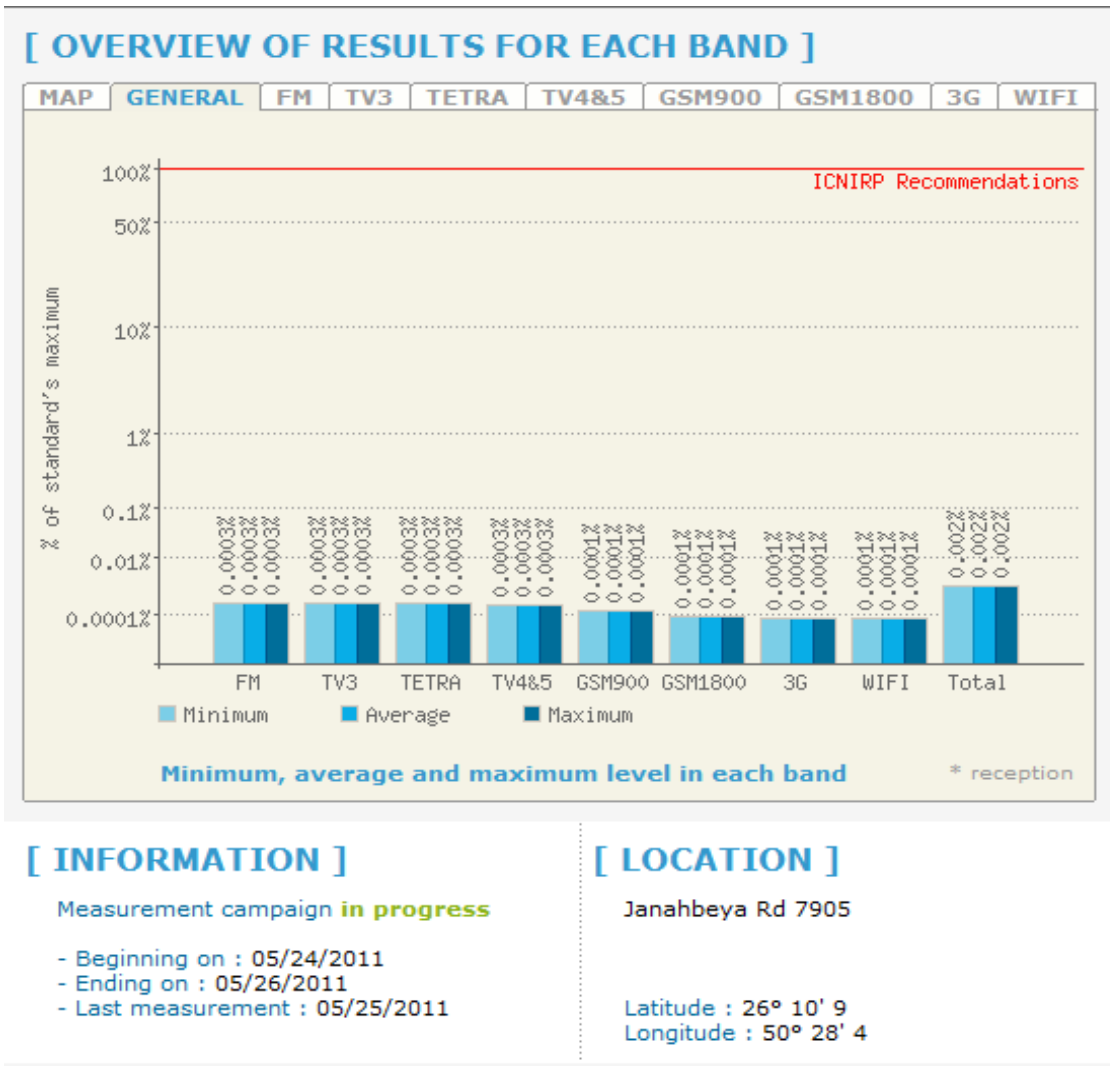 [ OVERVIEW OF RESULTS FOR EACH BAND ]
MAP GENERAL FM TV3 TETRA TV4&5 GSM900 GSM1800 3G WIFI
100%
ICNIRP Recommendations
50%
10%
1%
0.1%
0.01%
0.0001%
% of standard's maximum
0.0003% 0.0003% 0.0003%
0.0003% 0.0003% 0.0003%
0.0003% 0.0003% 0.0003%
0.0003% 0.0003% 0.0003%
0.0001% 0.0001% 0.0001%
0.0001% 0.0001% 0.0001%
0.0001% 0.0001% 0.0001%
0.0001% 0.0001% 0.0001%
0.002% 0.002% 0.002%
FM TV3 TETRA TV4&5 GSM900 GSM1800 3G WIFI Total
Minimum Average Maximum
Minimum, average and maximum level in each band
* reception
[ INFORMATION ]
Measurement campaign in progress
- Beginning on : 05/24/2011
- Ending on : 05/26/2011
- Last measurement : 05/25/2011
[ LOCATION ]
Janahbeya Rd 7905
Latitude : 26° 10' 9
Longitude : 50° 28' 4